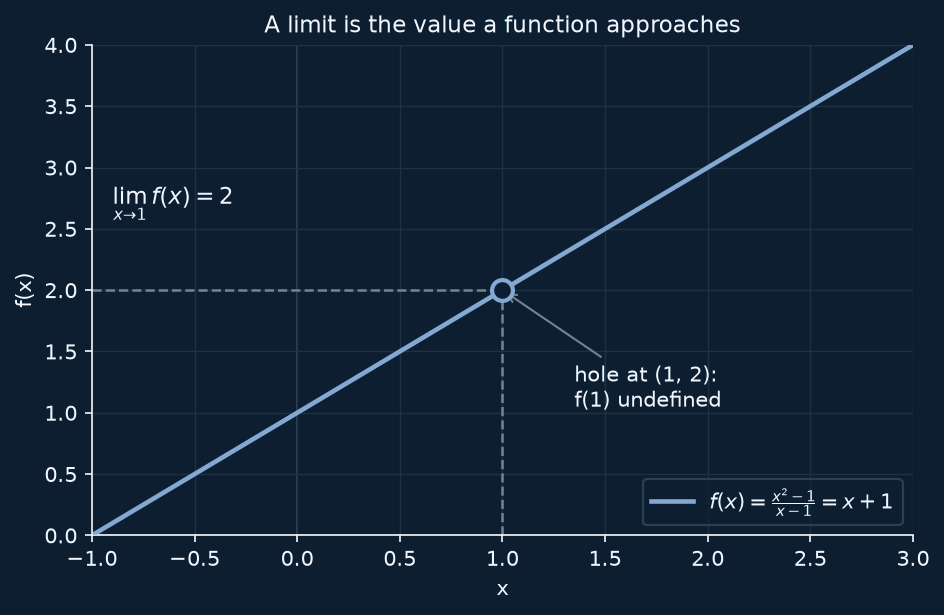 A limit is the value a function approaches
4.0
3.5
3.0
2.5
2.0
1.5
1.0
0.5
0.0
f(x)
lim f(x) = 2
x→1
hole at (1, 2):
f(1) undefined
f(x) = (x² − 1)/(x − 1) = x + 1
−1.0 −0.5 0.0 0.5 1.0 1.5 2.0 2.5 3.0
x